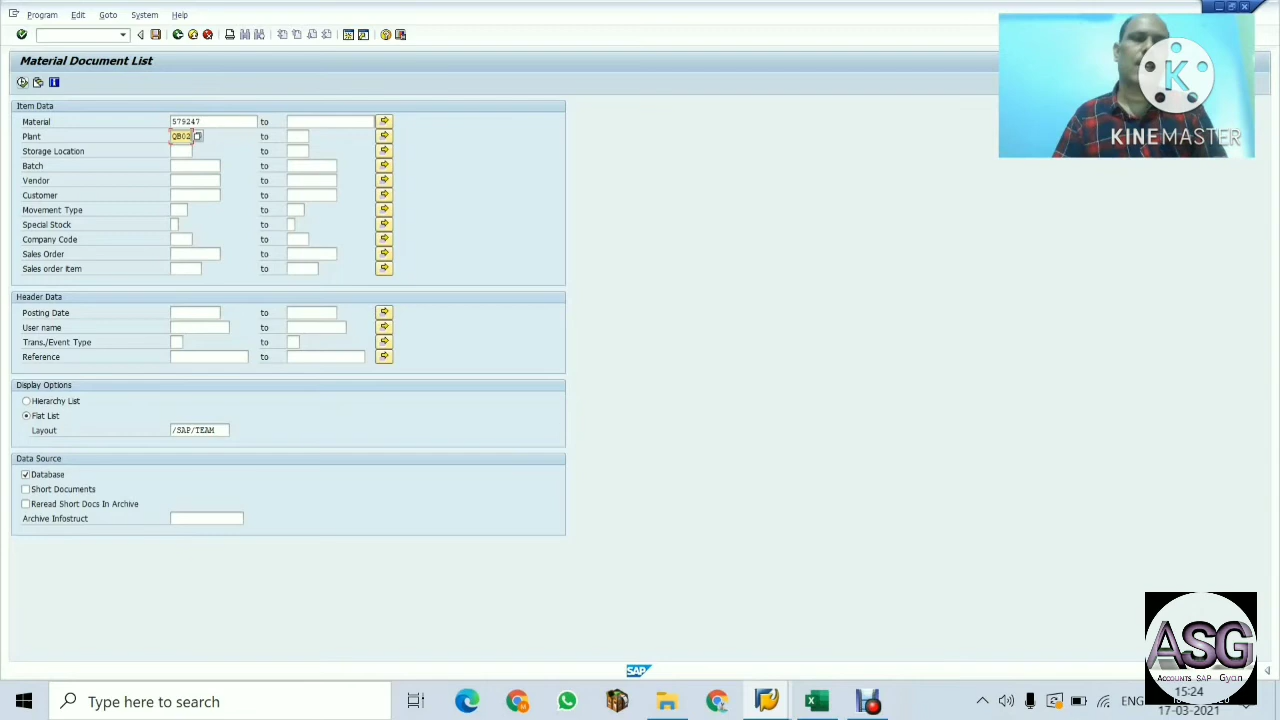 Program Edit Goto System Help
Material Document List
Item Data
Material 579247 to
Plant QB02 to
Storage Location to
Batch to
Vendor to
Customer to
Movement Type to
Special Stock to
Company Code to
Sales Order to
Sales order item to
Header Data
Posting Date to
User name to
Trans./Event Type to
Reference to
Display Options
Hierarchy List
Flat List
Layout /SAP/TEAM
Data Source
Database
Short Documents
Reread Short Docs In Archive
Archive Infostruct
K
KINEMASTER
SAP
ASG
Accounts SAP Gyan
Type here to search
ENG
15:24
17-03-2021